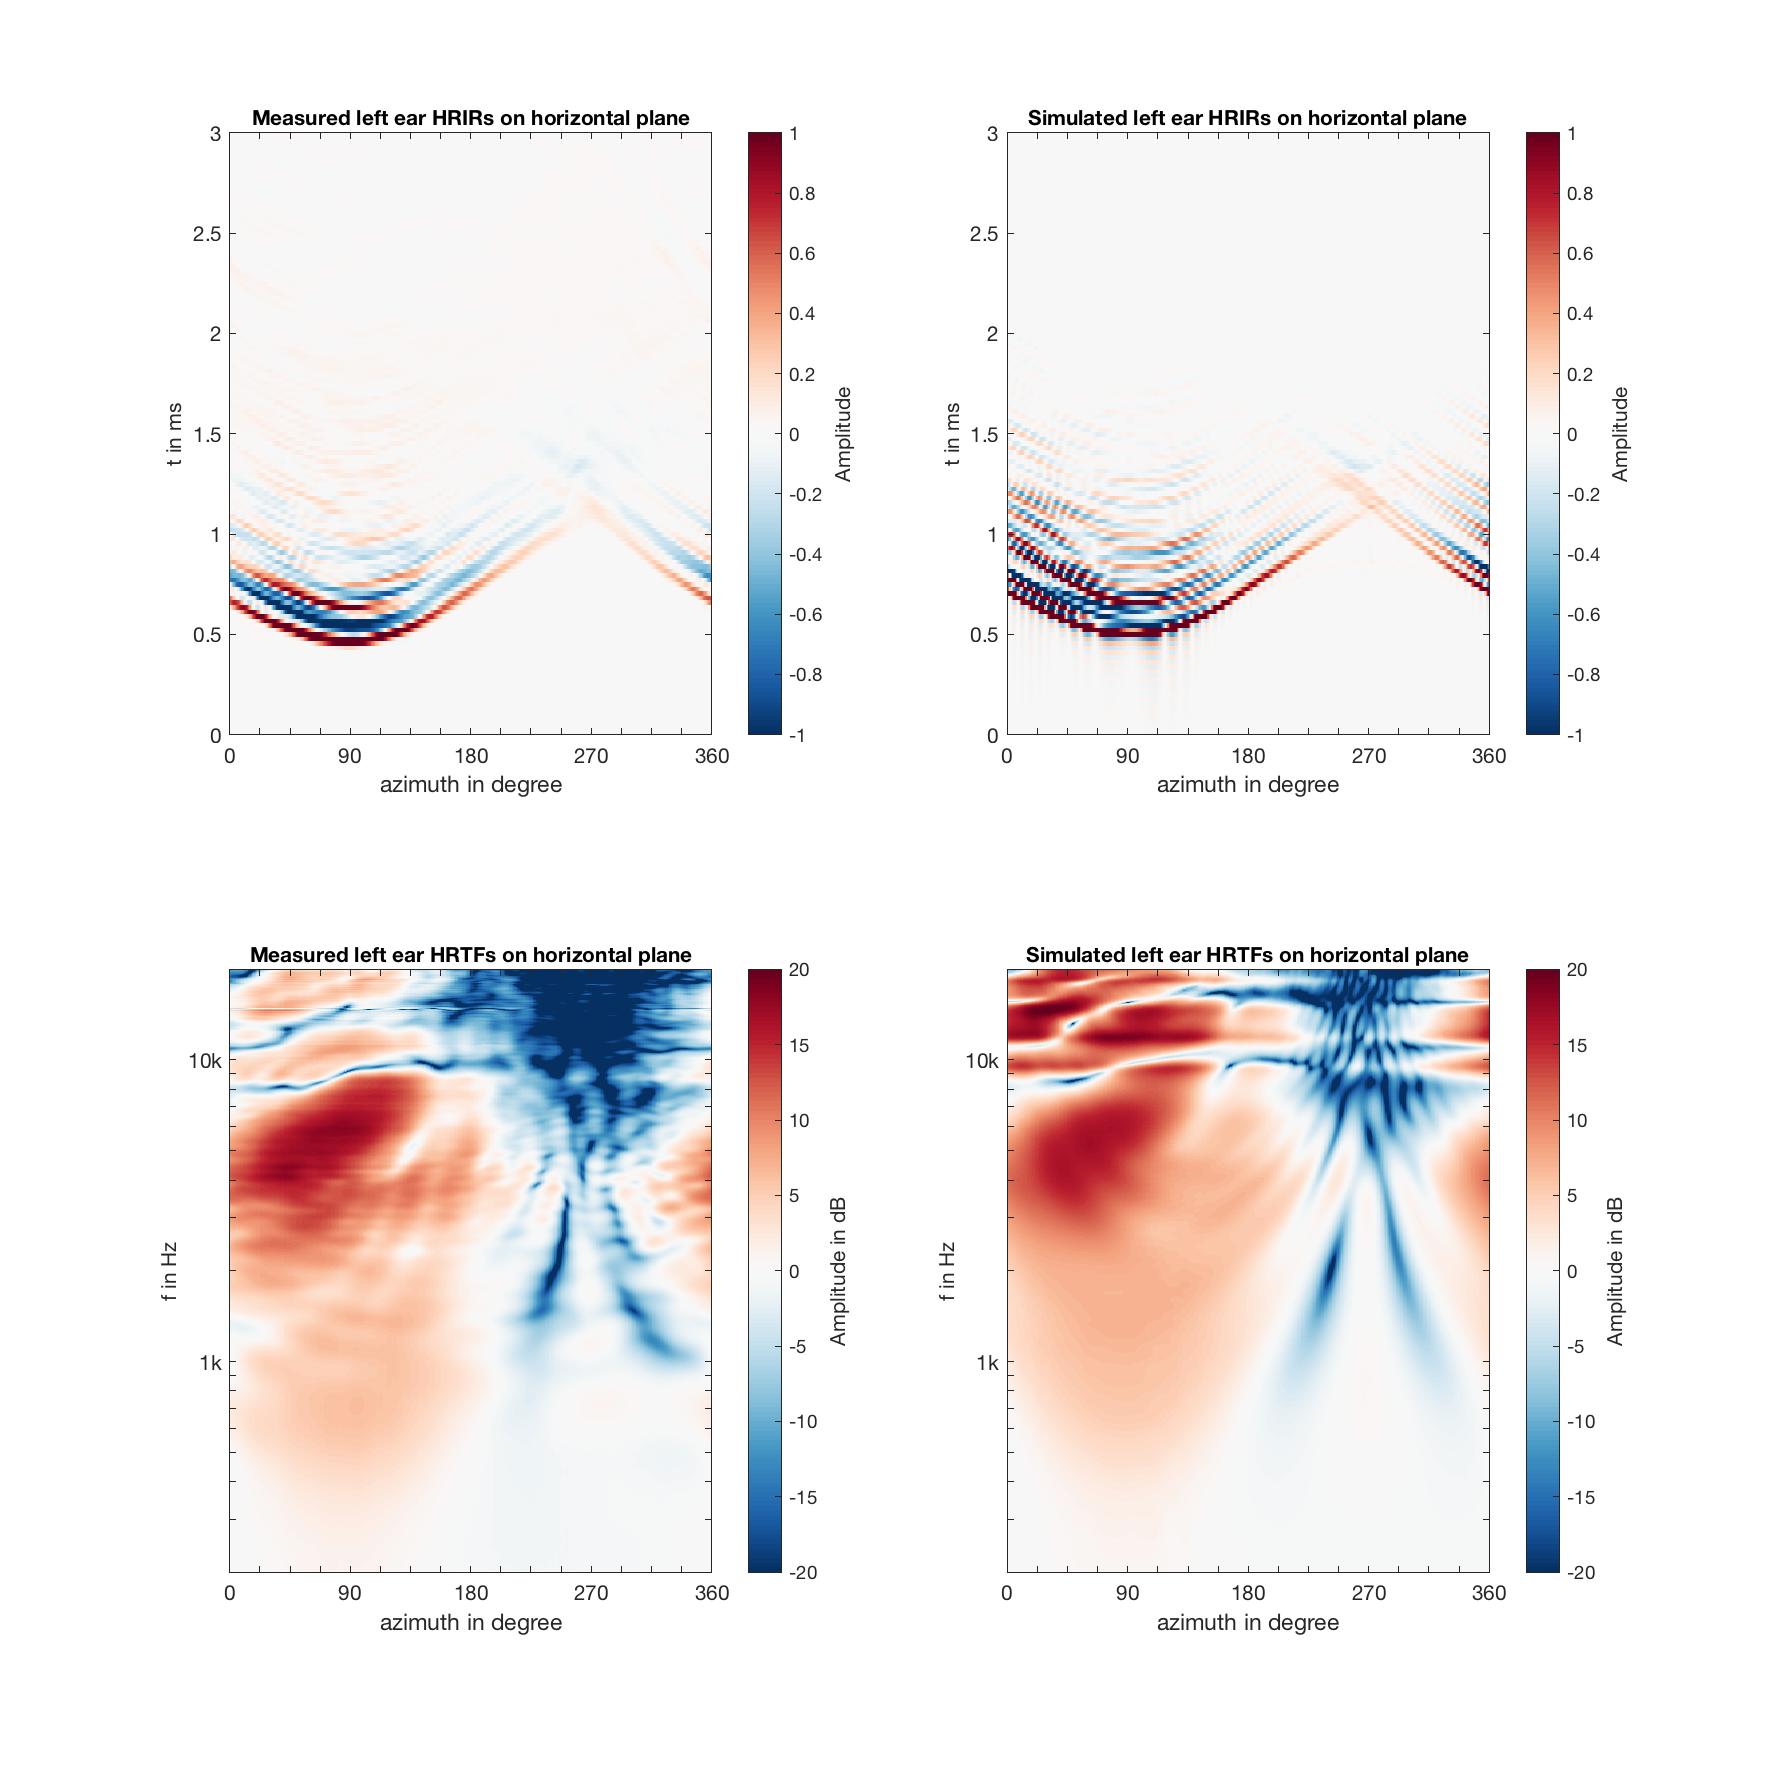 Measured left ear HRIRs on horizontal plane
3
2.5
2
1.5
1
0.5
0
t in ms
0 90 180 270 360
azimuth in degree
1
0.8
0.6
0.4
0.2
0
-0.2
-0.4
-0.6
-0.8
-1
Amplitude
Simulated left ear HRIRs on horizontal plane
3
2.5
2
1.5
1
0.5
0
t in ms
0 90 180 270 360
azimuth in degree
1
0.8
0.6
0.4
0.2
0
-0.2
-0.4
-0.6
-0.8
-1
Amplitude
Measured left ear HRTFs on horizontal plane
10k
1k
f in Hz
0 90 180 270 360
azimuth in degree
20
15
10
5
0
-5
-10
-15
-20
Amplitude in dB
Simulated left ear HRTFs on horizontal plane
10k
1k
f in Hz
0 90 180 270 360
azimuth in degree
20
15
10
5
0
-5
-10
-15
-20
Amplitude in dB